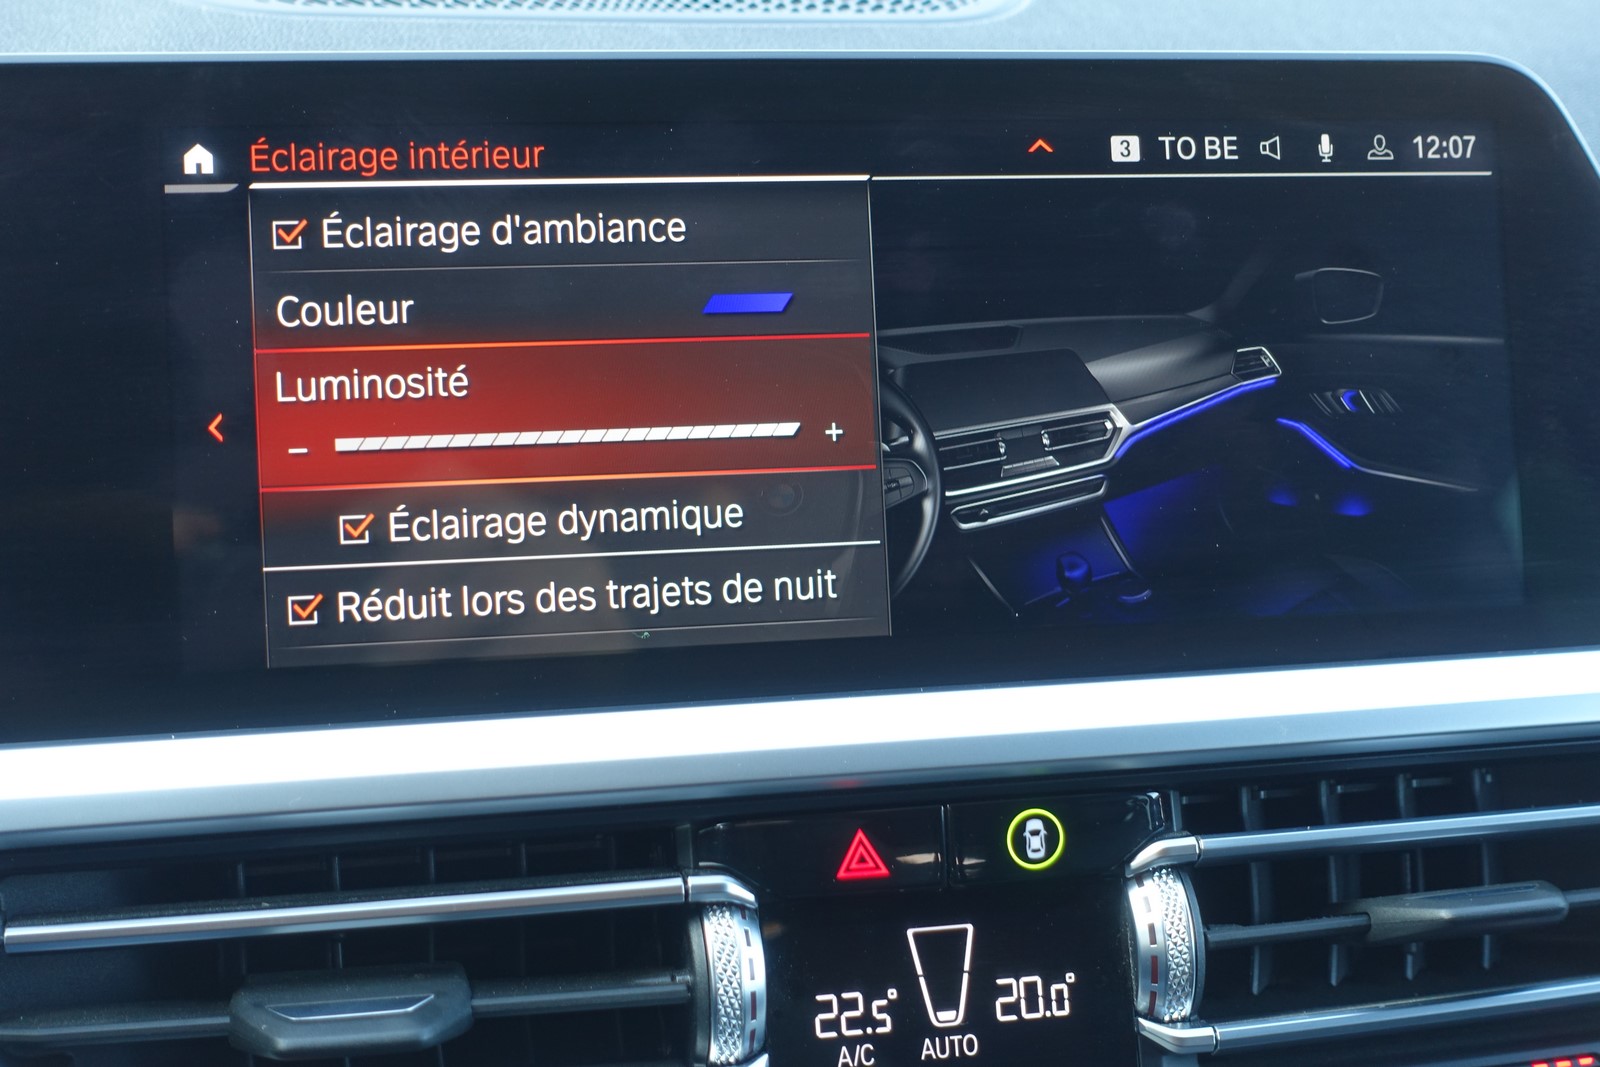 Éclairage intérieur
3 TO BE 12:07
Éclairage d'ambiance
Couleur
Luminosité
− +
Éclairage dynamique
Réduit lors des trajets de nuit
22.5° 20.0°
A/C AUTO